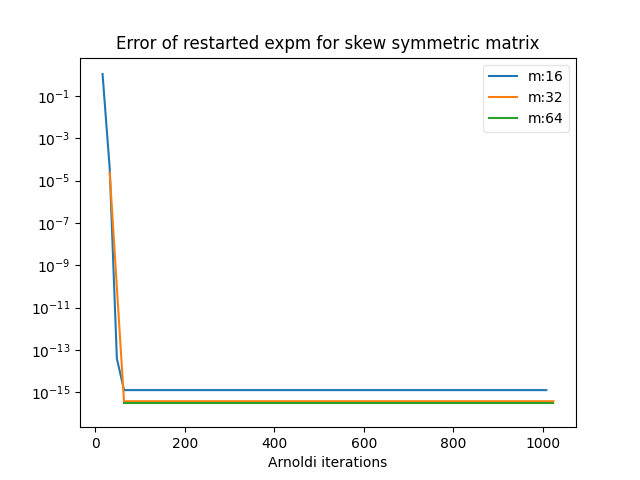 Error of restarted expm for skew symmetric matrix
m:16
m:32
m:64
10⁻¹
10⁻³
10⁻⁵
10⁻⁷
10⁻⁹
10⁻¹¹
10⁻¹³
10⁻¹⁵
0 200 400 600 800 1000
Arnoldi iterations